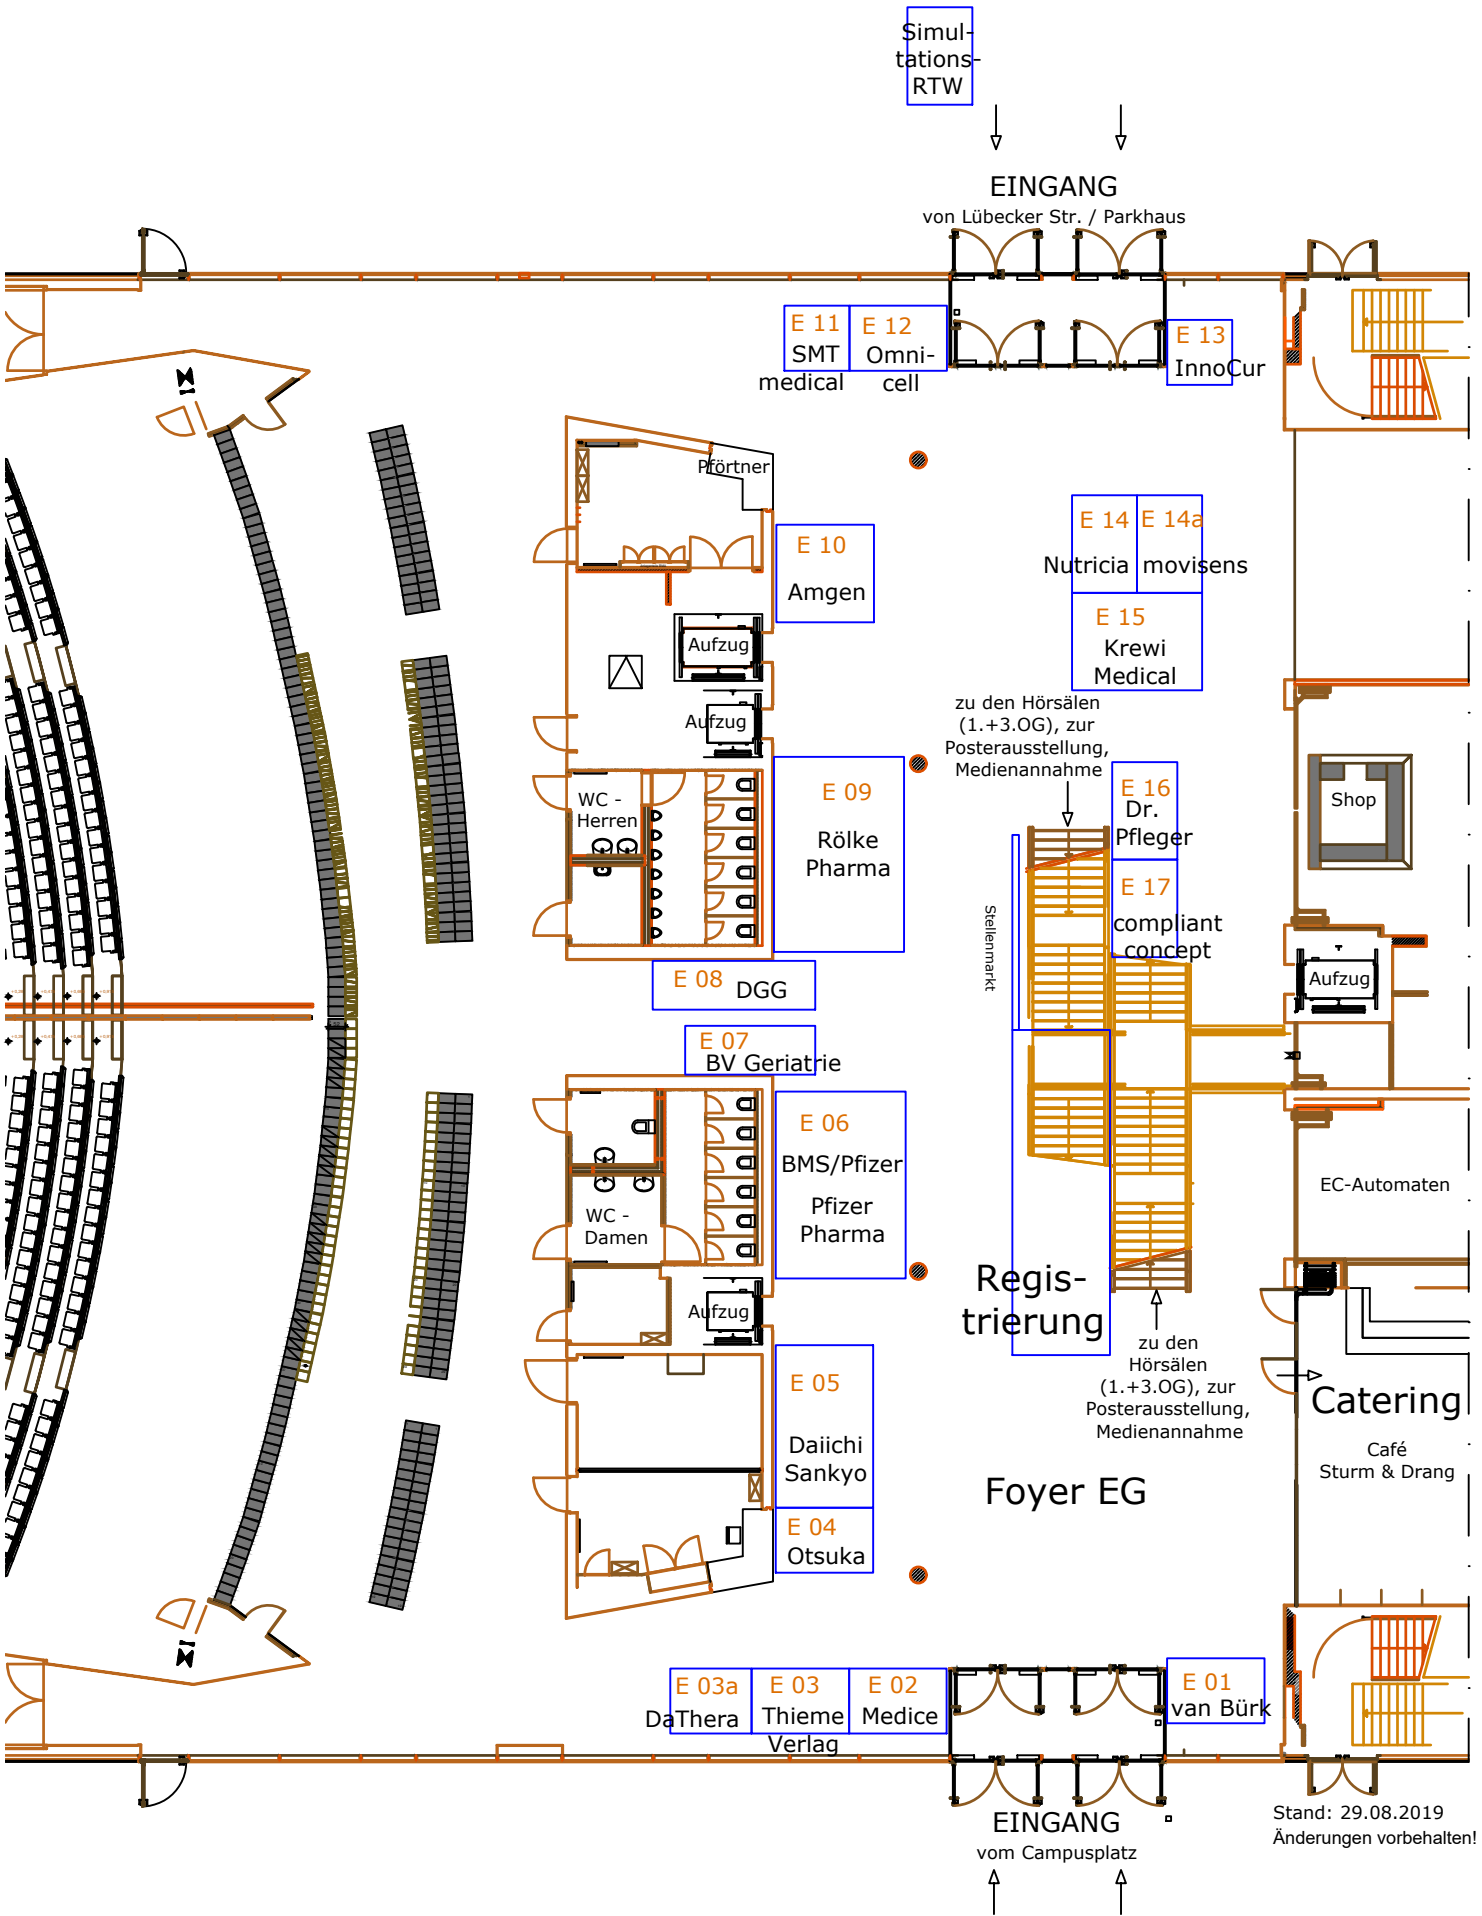 Simul-
tations-
RTW
EINGANG
von Lübecker Str. / Parkhaus
E 11
SMT
medical
E 12
Omni-
cell
E 13
InnoCur
Pförtner
E 10
Amgen
E 14
Nutricia
E 14a
movisens
E 15
Krewi
Medical
Aufzug
Aufzug
zu den Hörsälen
(1.+3.OG), zur
Posterausstellung,
Medienannahme
WC -
Herren
E 09
Rölke
Pharma
E 16
Dr.
Pfleger
Shop
E 17
compliant
concept
Stellenmarkt
E 08 DGG
Aufzug
E 07
BV Geriatrie
E 06
BMS/Pfizer
Pfizer
Pharma
WC -
Damen
EC-Automaten
Aufzug
Regis-
trierung
zu den
Hörsälen
(1.+3.OG), zur
Posterausstellung,
Medienannahme
E 05
Daiichi
Sankyo
Catering
Café
Sturm & Drang
Foyer EG
E 04
Otsuka
E 03a
DaThera
E 03
Thieme
Verlag
E 02
Medice
E 01
van Bürk
EINGANG
vom Campusplatz
Stand: 29.08.2019
Änderungen vorbehalten!